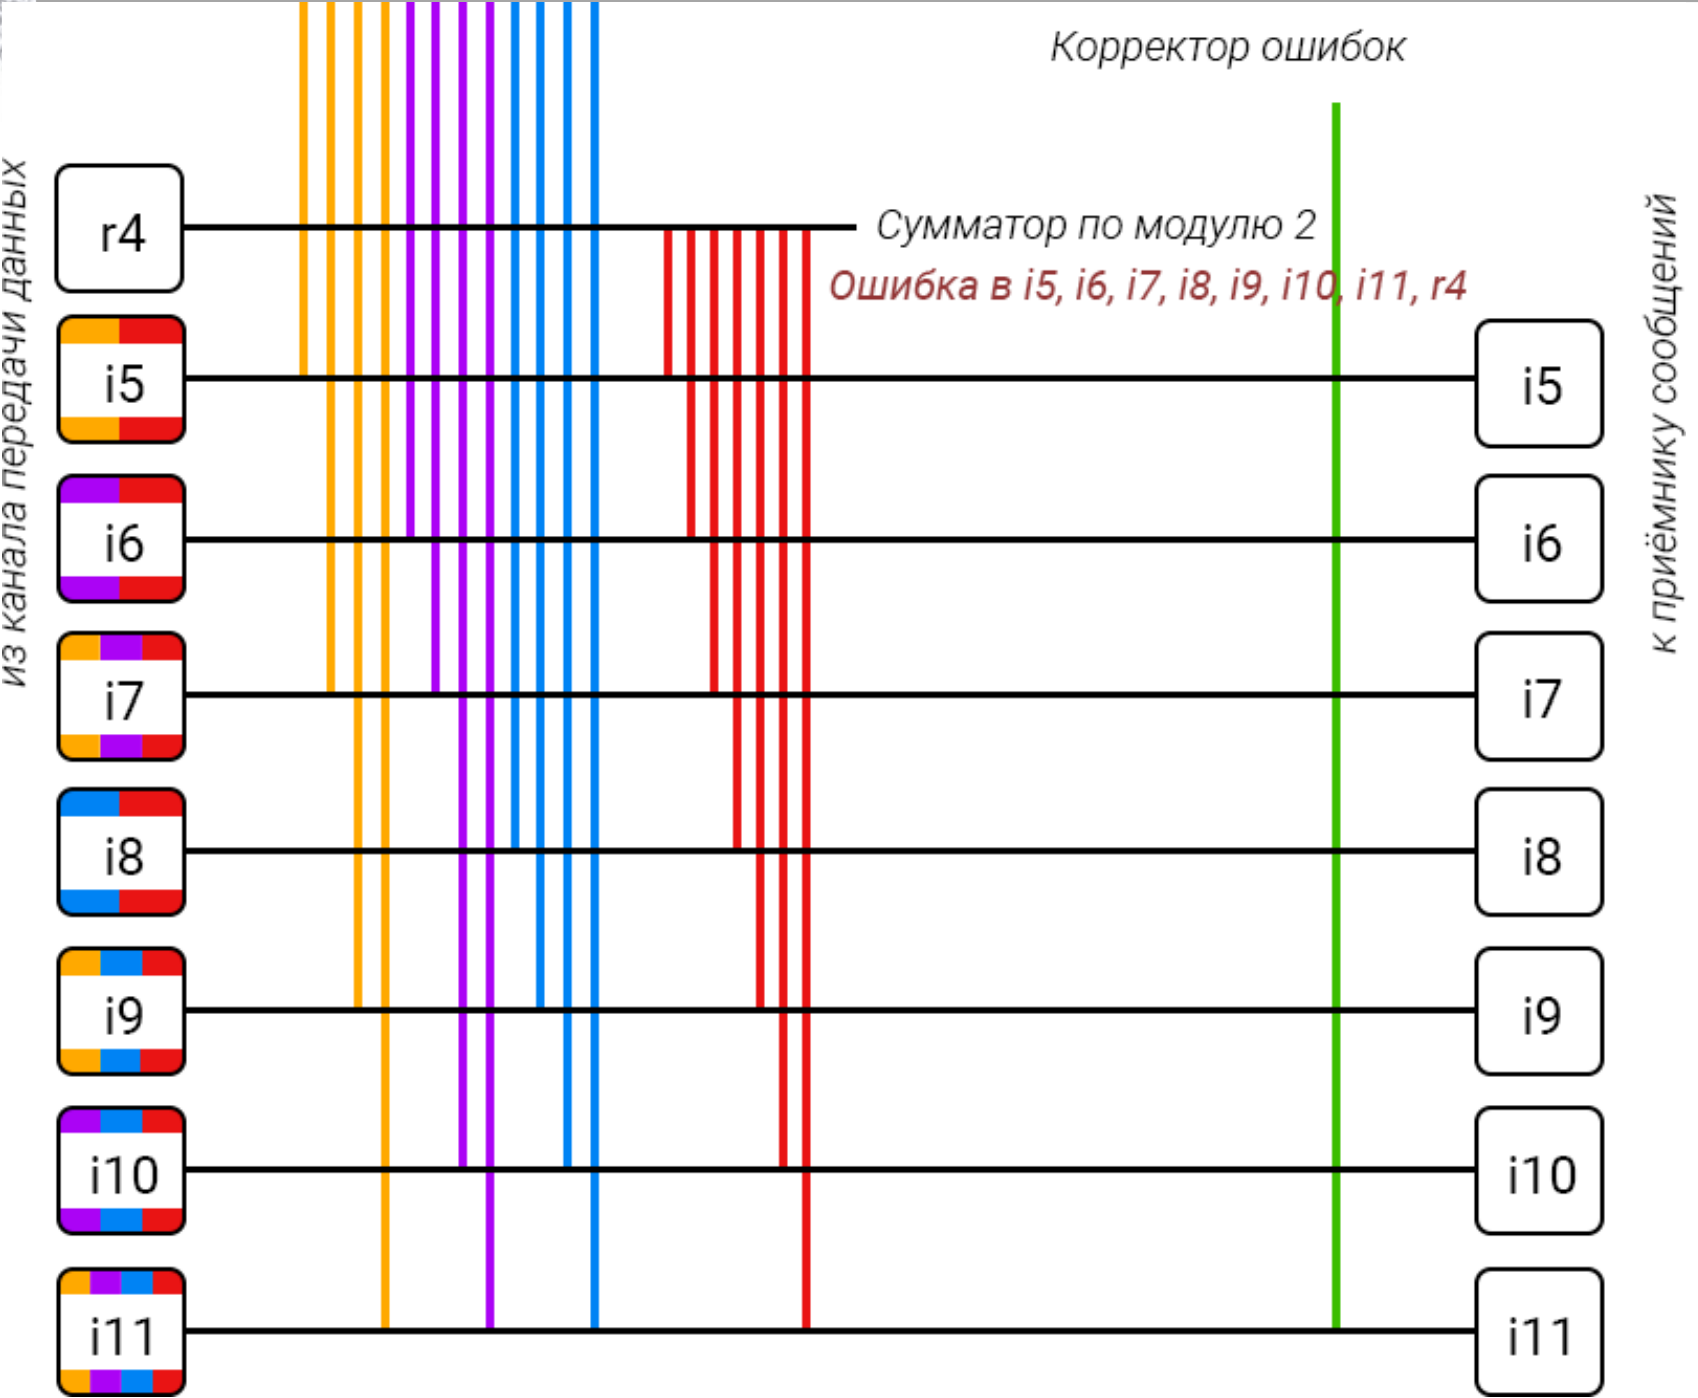 Корректор ошибок
из канала передачи данных
к приёмнику сообщений
r4
Сумматор по модулю 2
Ошибка в i5, i6, i7, i8, i9, i10, i11, r4
i5
i5
i6
i6
i7
i7
i8
i8
i9
i9
i10
i10
i11
i11